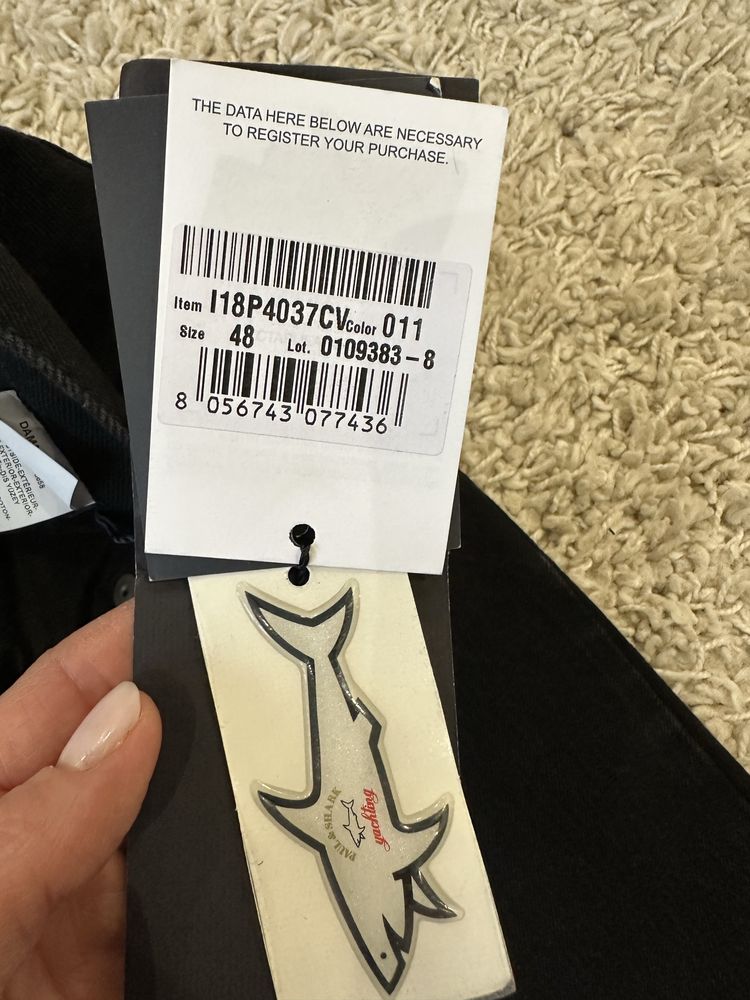 THE DATA HERE BELOW ARE NECESSARY
TO REGISTER YOUR PURCHASE.
Item I18P4037CV Color 011
Size 48 Lot. 0109383-8
8 056743 077436
PAUL & SHARK
yachting